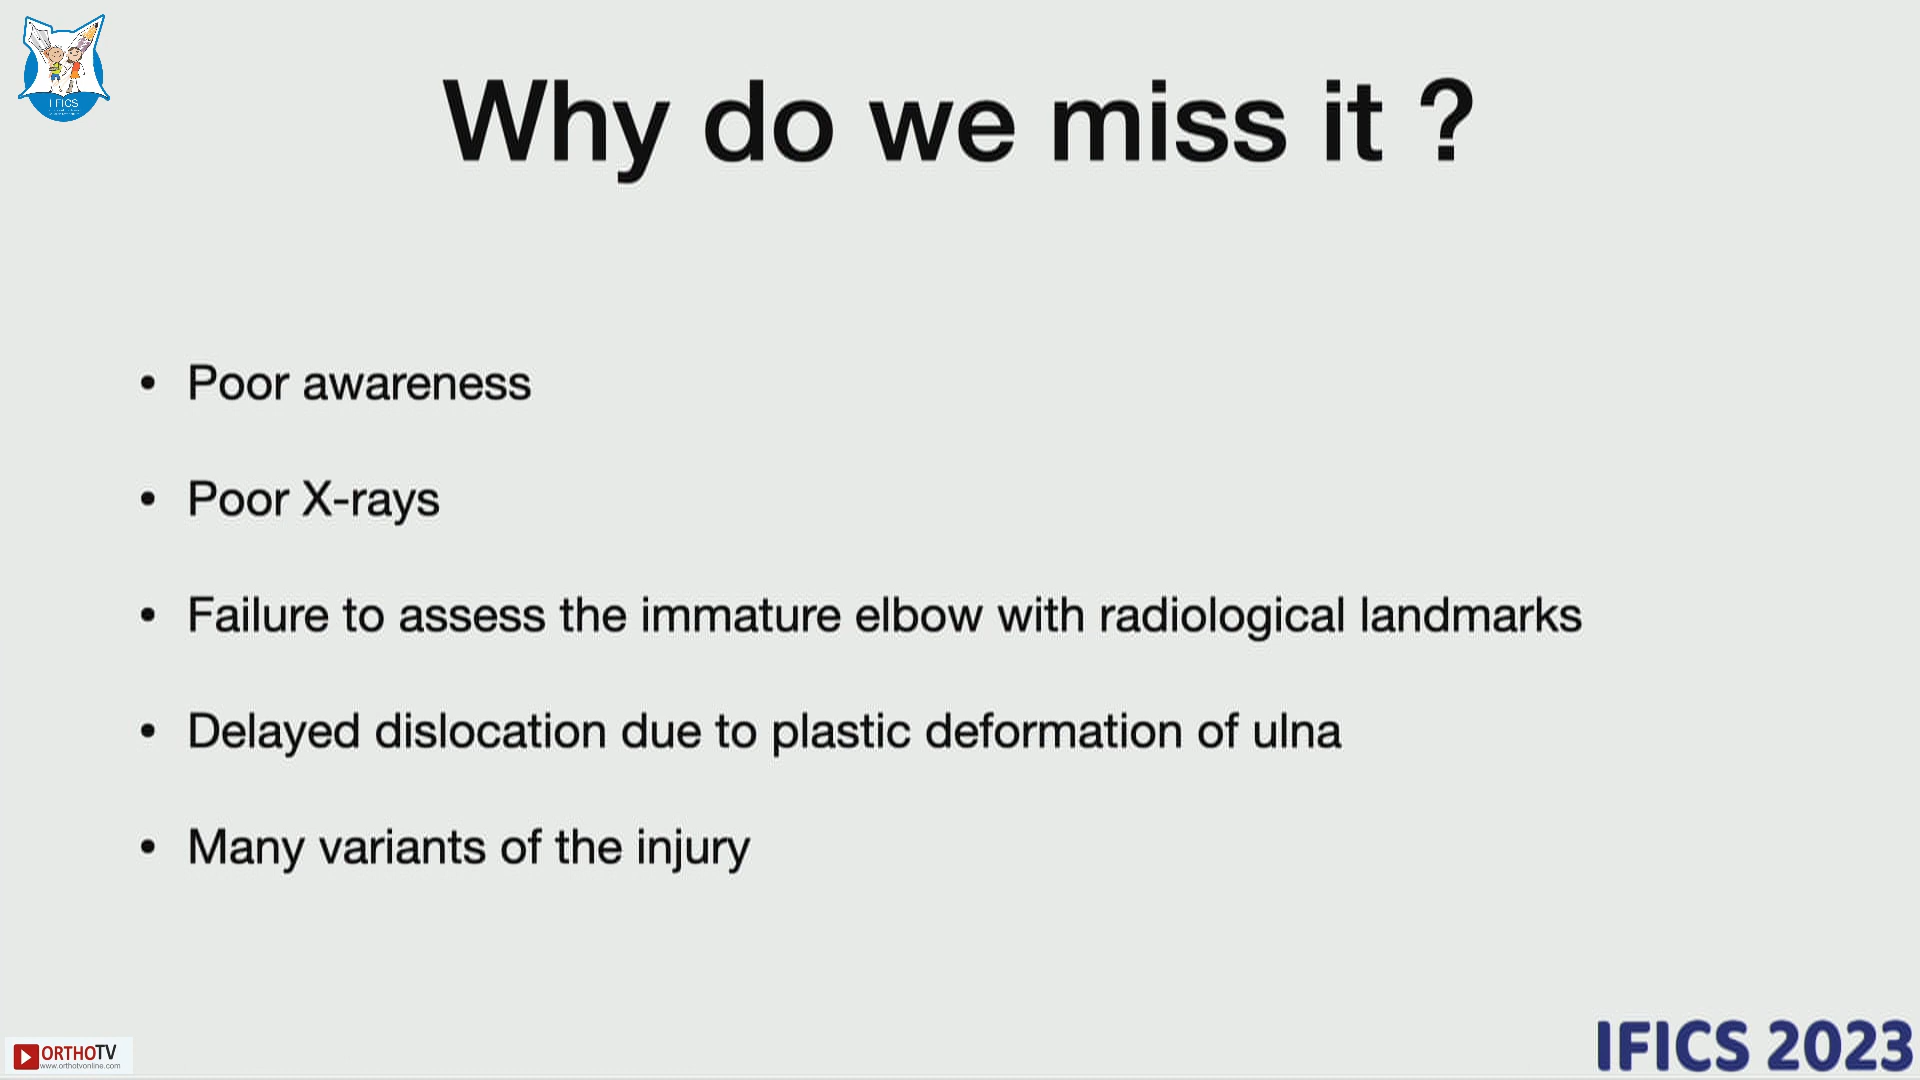 I FICS
Why do we miss it ?
• Poor awareness
• Poor X-rays
• Failure to assess the immature elbow with radiological landmarks
• Delayed dislocation due to plastic deformation of ulna
• Many variants of the injury
ORTHOTV
www.orthotvonline.com
IFICS 2023